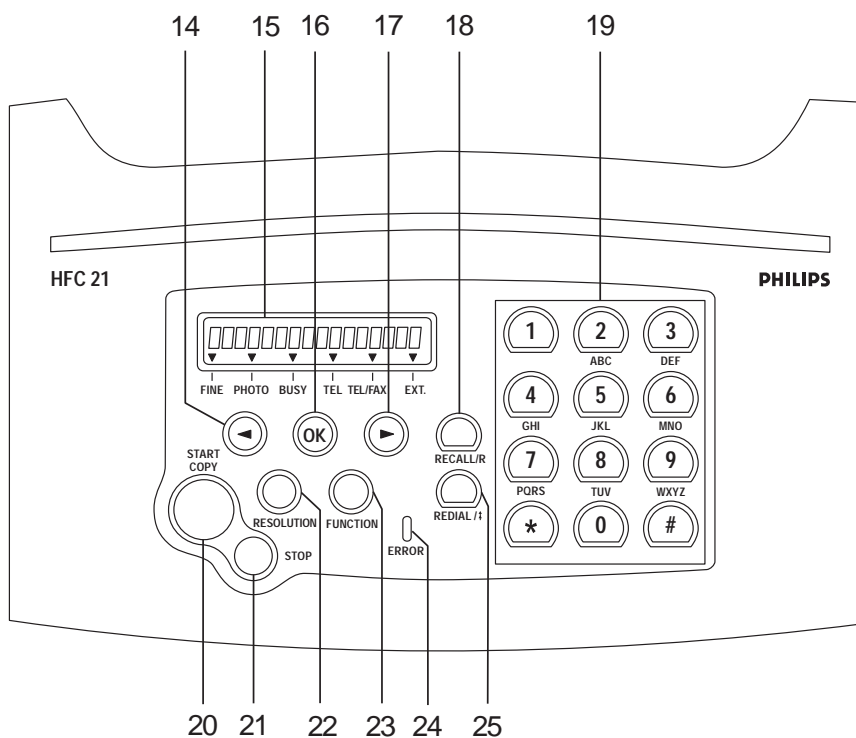 14 15 16 17 18 19
HFC 21 PHILIPS
1 2 3
ABC DEF
FINE PHOTO BUSY TEL TEL/FAX EXT.
4 5 6
GHI JKL MNO
OK
START
COPY
RECALL/R
7 8 9
PQRS TUV WXYZ
RESOLUTION FUNCTION REDIAL /
* 0 #
ERROR
STOP
20 21 22 23 24 25